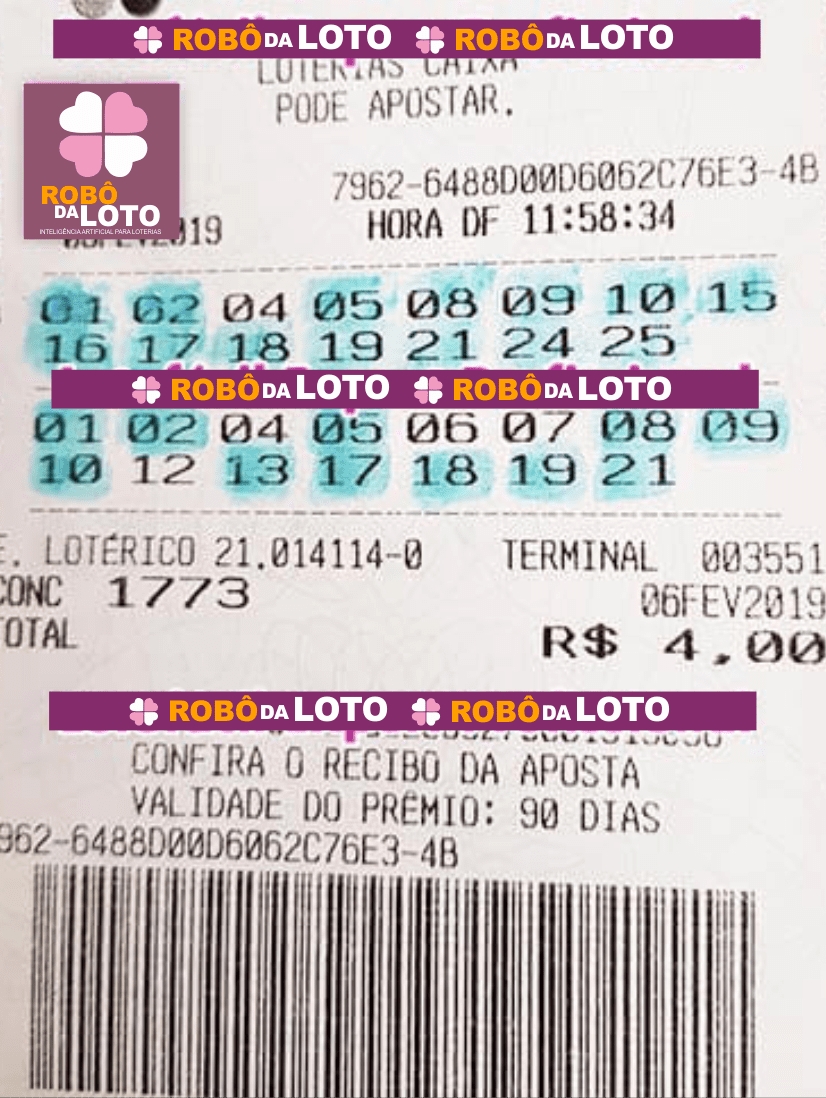 ROBÔ DA LOTO ROBÔ DA LOTO
LOTERIAS CAIXA
PODE APOSTAR.
ROBÔ
DA LOTO
INTELIGÊNCIA ARTIFICIAL PARA LOTERIAS
7962-6488D00D6062C76E3-4B
HORA DF 11:58:34
01 02 04 05 08 09 10 15
16 17 18 19 21 24 25
ROBÔ DA LOTO ROBÔ DA LOTO
01 02 04 05 06 07 08 09
10 12 13 17 18 19 21
E. LOTÉRICO 21.014114-0 TERMINAL 003551
CONC 1773 06FEV2019
TOTAL R$ 4,00
ROBÔ DA LOTO ROBÔ DA LOTO
CONFIRA O RECIBO DA APOSTA
VALIDADE DO PRÊMIO: 90 DIAS
962-6488D00D6062C76E3-4B